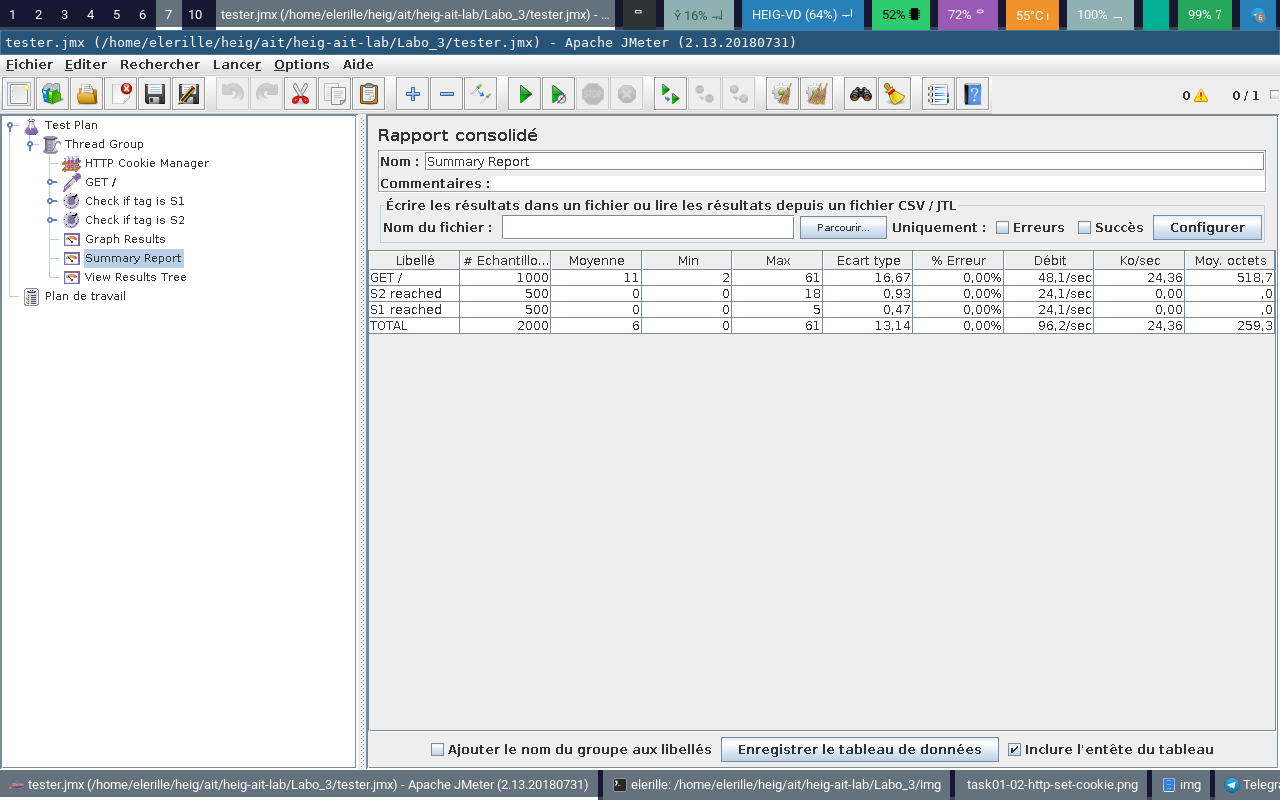 1 2 3 4 5 6 7 10 tester.jmx (/home/elerille/heig/ait/heig-ait-lab/Labo_3/tester.jmx) - ... 16% HEIG-VD (64%) 52% 72% 55°C 100% 99%
tester.jmx (/home/elerille/heig/ait/heig-ait-lab/Labo_3/tester.jmx) - Apache JMeter (2.13.20180731)
Fichier Editer Rechercher Lancer Options Aide
STOP ? 0 0 / 1
Test Plan
Thread Group
HTTP Cookie Manager
GET /
Check if tag is S1
Check if tag is S2
Graph Results
Summary Report
View Results Tree
Plan de travail
Rapport consolidé
Nom : Summary Report
Commentaires :
Écrire les résultats dans un fichier ou lire les résultats depuis un fichier CSV / JTL
Nom du fichier : Parcourir... Uniquement : Erreurs Succès Configurer
Libellé # Echantillo... Moyenne Min Max Ecart type % Erreur Débit Ko/sec Moy. octets
GET / 1000 11 2 61 16,67 0,00% 48,1/sec 24,36 518,7
S2 reached 500 0 0 18 0,93 0,00% 24,1/sec 0,00 ,0
S1 reached 500 0 0 5 0,47 0,00% 24,1/sec 0,00 ,0
TOTAL 2000 6 0 61 13,14 0,00% 96,2/sec 24,36 259,3
Ajouter le nom du groupe aux libellés Enregistrer le tableau de données Inclure l'entête du tableau
tester.jmx (/home/elerille/heig/ait/heig-ait-lab/Labo_3/tester.jmx) - Apache JMeter (2.13.20180731) elerille: /home/elerille/heig/ait/heig-ait-lab/Labo_3/img task01-02-http-set-cookie.png img Telegr